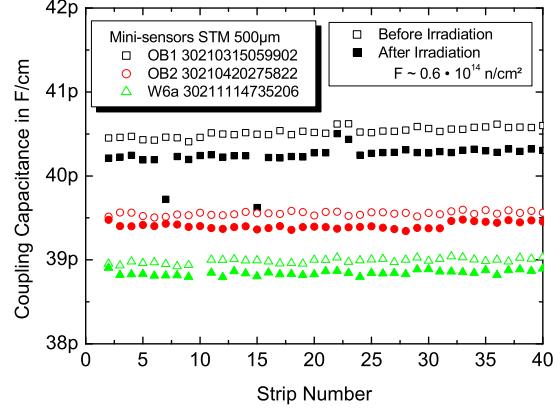 Mini-sensors STM 500µm
OB1 30210315059902
OB2 30210420275822
W6a 30211114735206
Before Irradiation
After Irradiation
F ~ 0.6 • 10¹⁴ n/cm²
Coupling Capacitance in F/cm
42p
41p
40p
39p
38p
0 5 10 15 20 25 30 35 40
Strip Number